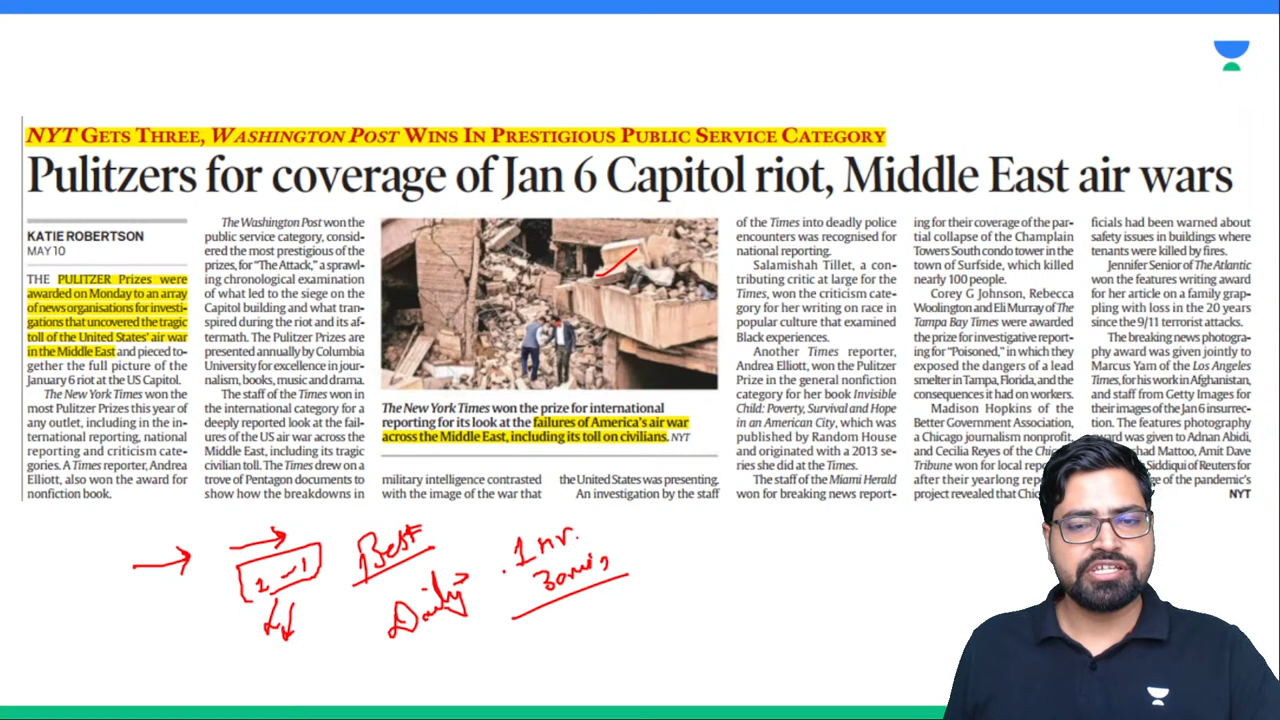 NYT GETS THREE, WASHINGTON POST WINS IN PRESTIGIOUS PUBLIC SERVICE CATEGORY
Pulitzers for coverage of Jan 6 Capitol riot, Middle East air wars
KATIE ROBERTSON
MAY 10
THE PULITZER Prizes were
awarded on Monday to an array
of news organisations for investi-
gations that uncovered the tragic
toll of the United States' air war
in the Middle East and pieced to-
gether the full picture of the
January 6 riot at the US Capitol.
The New York Times won the
most Pulitzer Prizes this year of
any outlet, including in the in-
ternational reporting, national
reporting and criticism cate-
gories. A Times reporter, Andrea
Elliott, also won the award for
nonfiction book.
The Washington Post won the
public service category, consid-
ered the most prestigious of the
prizes, for "The Attack," a sprawl-
ing chronological examination
of what led to the siege on the
Capitol building and what tran-
spired during the riot and its af-
termath. The Pulitzer Prizes are
presented annually by Columbia
University for excellence in jour-
nalism, books, music and drama.
The staff of the Times won in
the international category for a
deeply reported look at the fail-
ures of the US air war across the
Middle East, including its tragic
civilian toll. The Times drew on a
trove of Pentagon documents to
show how the breakdowns in
The New York Times won the prize for international
reporting for its look at the failures of America's air war
across the Middle East, including its toll on civilians. NYT
military intelligence contrasted
with the image of the war that
the United States was presenting.
An investigation by the staff
of the Times into deadly police
encounters was recognised for
national reporting.
Salamishah Tillet, a con-
tributing critic at large for the
Times, won the criticism cate-
gory for her writing on race in
popular culture that examined
Black experiences.
Another Times reporter,
Andrea Elliott, won the Pulitzer
Prize in the general nonfiction
category for her book Invisible
Child: Poverty, Survival and Hope
in an American City, which was
published by Random House
and originated with a 2013 se-
ries she did at the Times.
The staff of the Miami Herald
won for breaking news report-
ing for their coverage of the par-
tial collapse of the Champlain
Towers South condo tower in the
town of Surfside, which killed
nearly 100 people.
Corey G Johnson, Rebecca
Woolington and Eli Murray of The
Tampa Bay Times were awarded
the prize for investigative report-
ing for "Poisoned," in which they
exposed the dangers of a lead
smelter in Tampa, Florida, and the
consequences it had on workers.
Madison Hopkins of the
Better Government Association,
a Chicago journalism nonprofit,
and Cecilia Reyes of the Chic
Tribune won for local repo
after their yearlong repo
project revealed that Chi
ficials had been warned about
safety issues in buildings where
tenants were killed by fires.
Jennifer Senior of The Atlantic
won the features writing award
for her article on a family grap-
pling with loss in the 20 years
since the 9/11 terrorist attacks.
The breaking news photogra-
phy award was given jointly to
Marcus Yam of the Los Angeles
Times, for his work in Afghanistan,
and staff from Getty Images for
their images of the Jan 6 insurrec-
tion. The features photography
award was given to Adnan Abidi,
Mattoo, Amit Dave
Siddiqui of Reuters for
of the pandemic's
NYT
Best
Daily
1 hr.